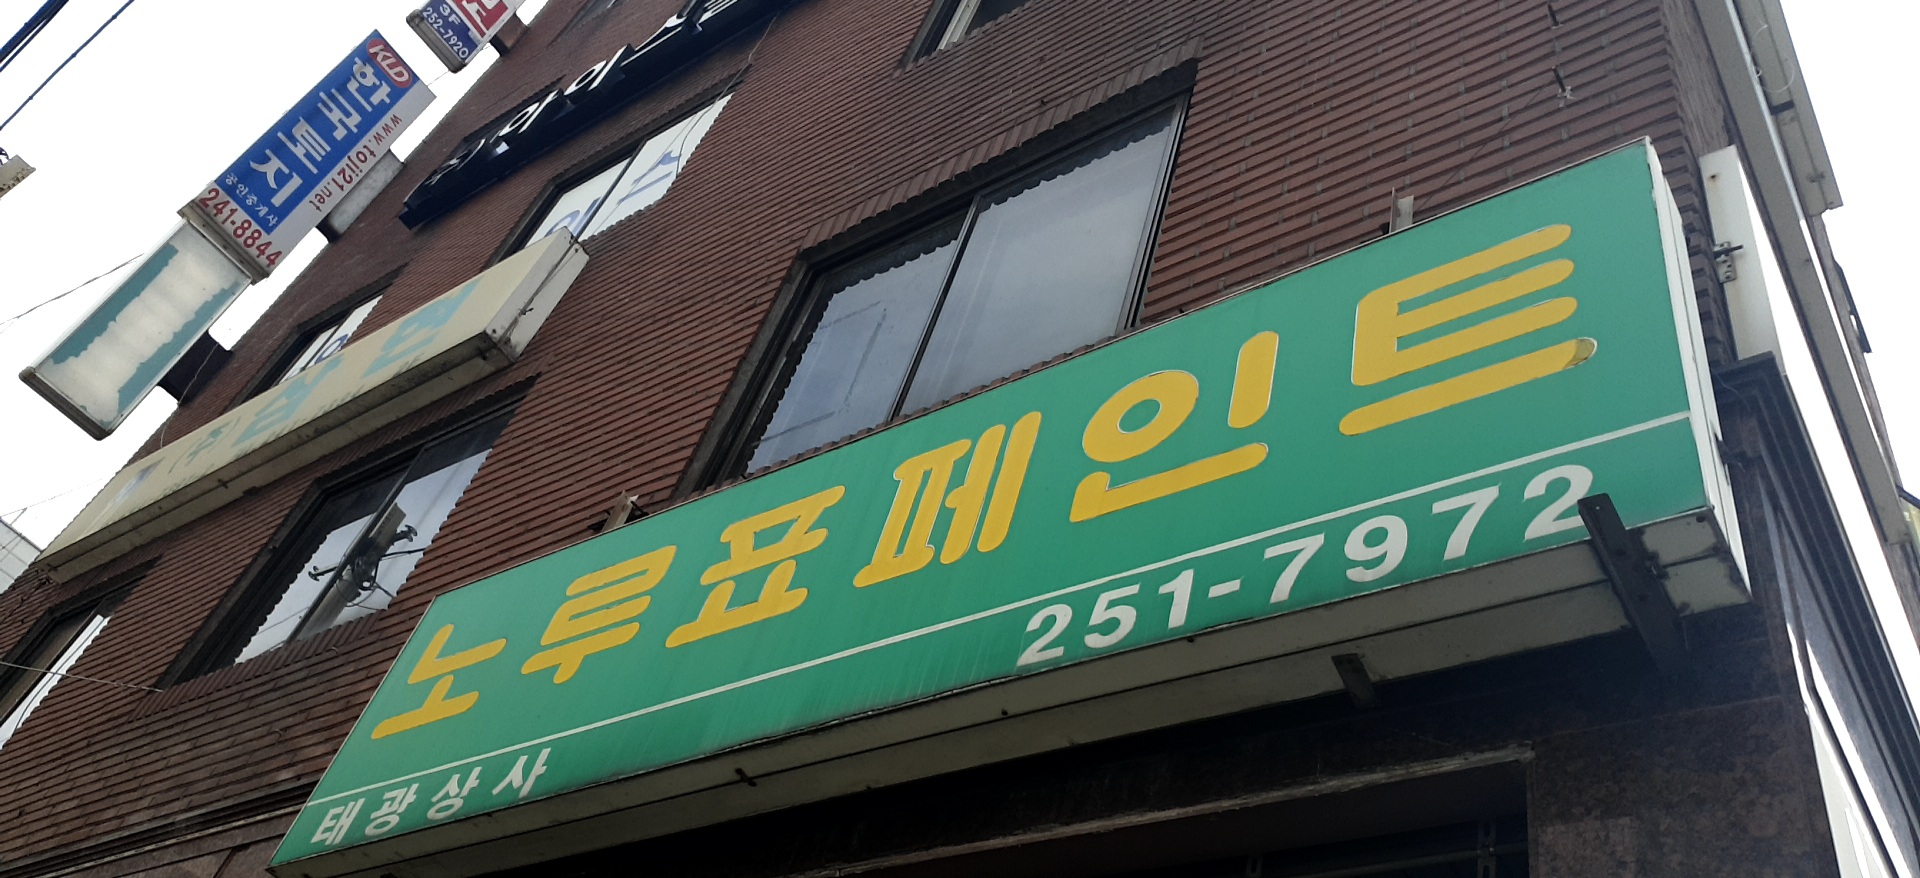 3F
252-7920
KLD
한국토지
www.toji21.net
공인중개사
241-8844
(주)
노루표페인트
251-7972
태광상사